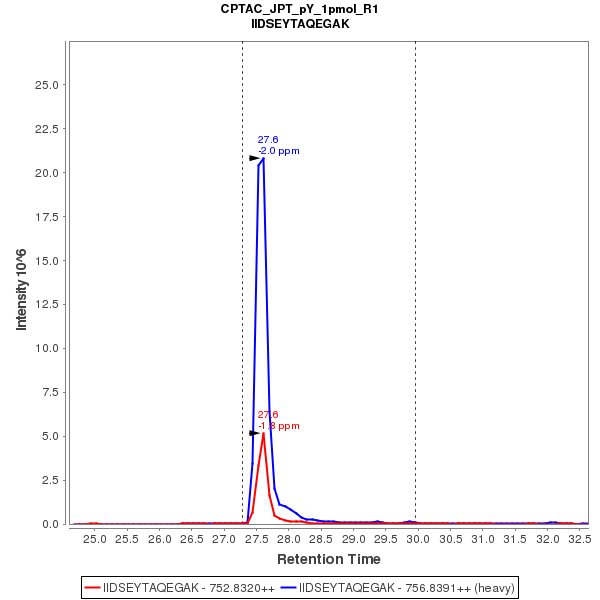 CPTAC_JPT_pY_1pmol_R1
IIDSEYTAQEGAK
Intensity 10^6
25.0
22.5
20.0
17.5
15.0
12.5
10.0
7.5
5.0
2.5
0.0
27.6
-2.0 ppm
27.6
-1.3 ppm
25.0 25.5 26.0 26.5 27.0 27.5 28.0 28.5 29.0 29.5 30.0 30.5 31.0 31.5 32.0 32.5
Retention Time
IIDSEYTAQEGAK - 752.8320++ IIDSEYTAQEGAK - 756.8391++ (heavy)